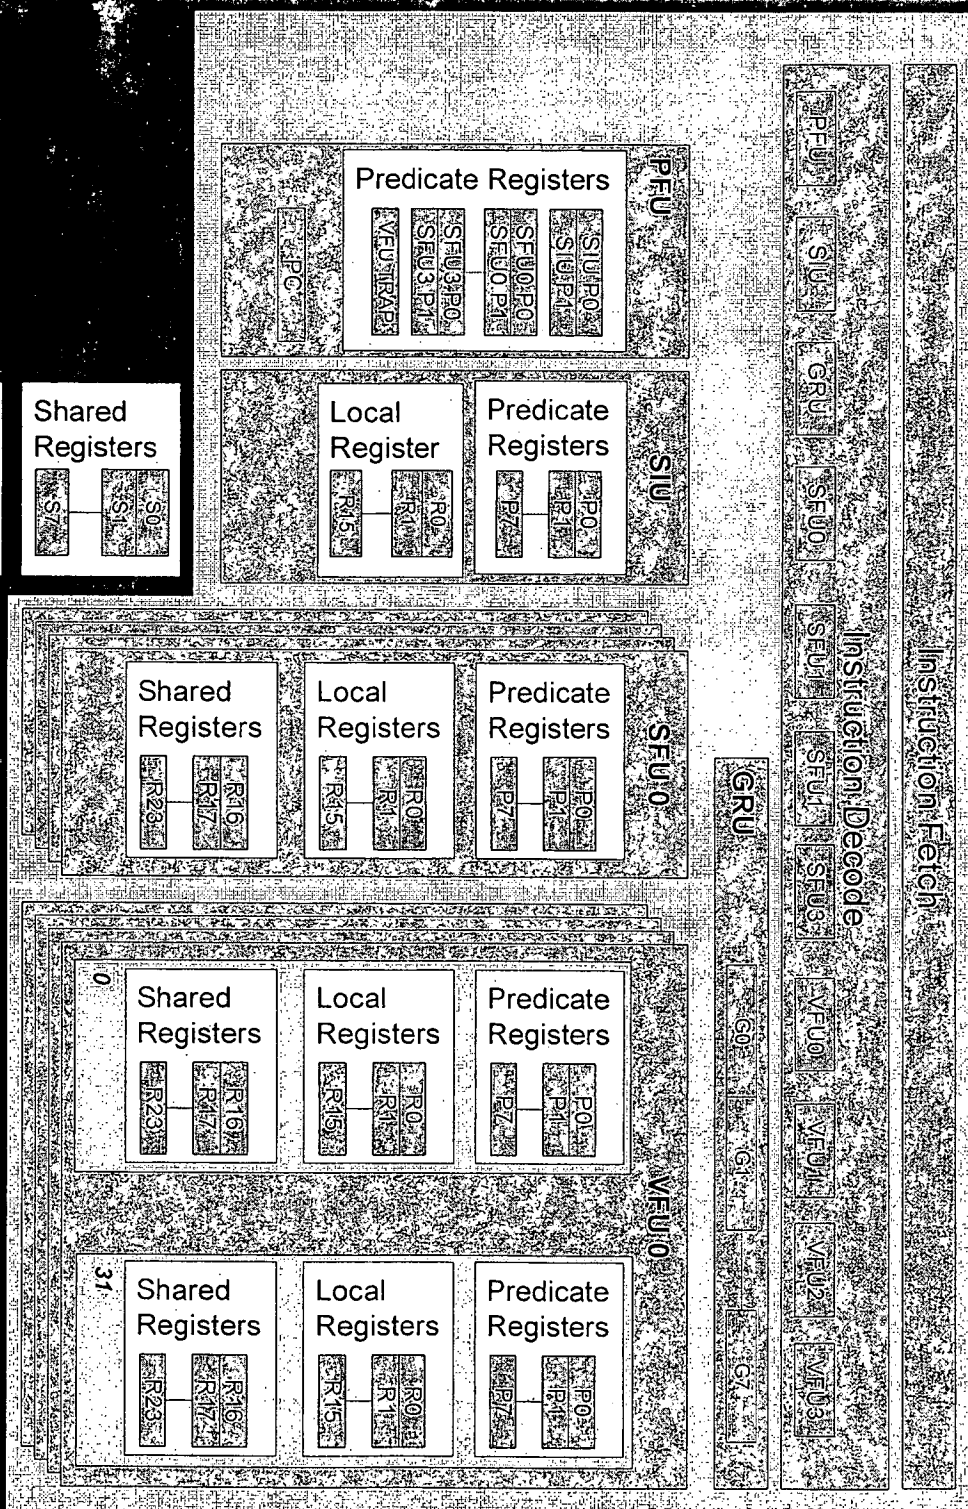 Instruction Fetch
Instruction Decode
PFU
SIU
GRU
SFU0
SFU1
SFU1
SFU3
VFU0
VFU1
VFU2
VFU3
GRU
G0
G1
G7
PFU
Predicate Registers
SIU P0
SIU P1
SFU0 P0
SFU0 P1
SFU3 P0
SFU3 P1
VFU TRAP
PC
SIU
Predicate
Registers
P0
R1
P7
Local
Register
R0
R1
R15
Shared
Registers
S0
S1
S7
SFU0
Predicate
Registers
P0
P1
P7
Local
Registers
R0
R1
R15
Shared
Registers
R16
R17
R23
VFU0
0
Predicate
Registers
P0
P1
P7
Local
Registers
R0
R1
R15
Shared
Registers
R16
R17
R23
31
Predicate
Registers
P0
P1
P7
Local
Registers
R0
R1
R15
Shared
Registers
R16
R17
R23